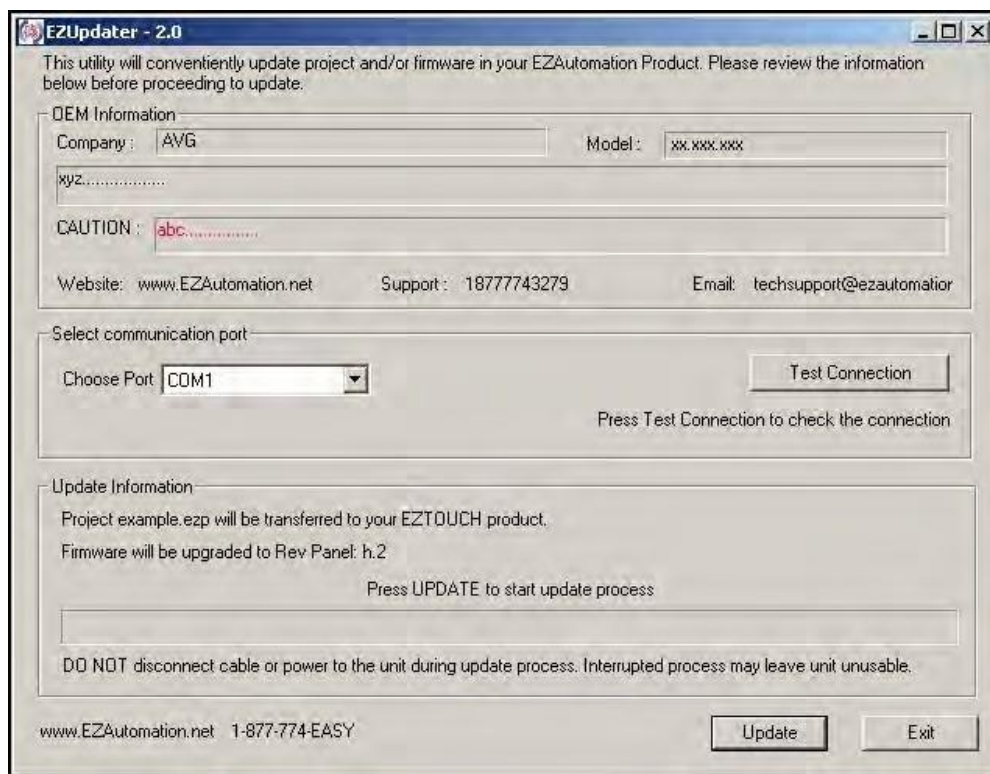 EZUpdater - 2.0
This utility will conventiently update project and/or firmware in your EZAutomation Product. Please review the information
below before proceeding to update.
OEM Information
Company : AVG Model : xx.xxx.xxx
xyz..................
CAUTION : abc................
Website: www.EZAutomation.net Support : 18777743279 Email: techsupport@ezautomation
Select communication port
Choose Port COM1 Test Connection
Press Test Connection to check the connection
Update Information
Project example.ezp will be transferred to your EZTOUCH product.
Firmware will be upgraded to Rev Panel: h.2
Press UPDATE to start update process
DO NOT disconnect cable or power to the unit during update process. Interrupted process may leave unit unusable.
www.EZAutomation.net 1-877-774-EASY Update Exit